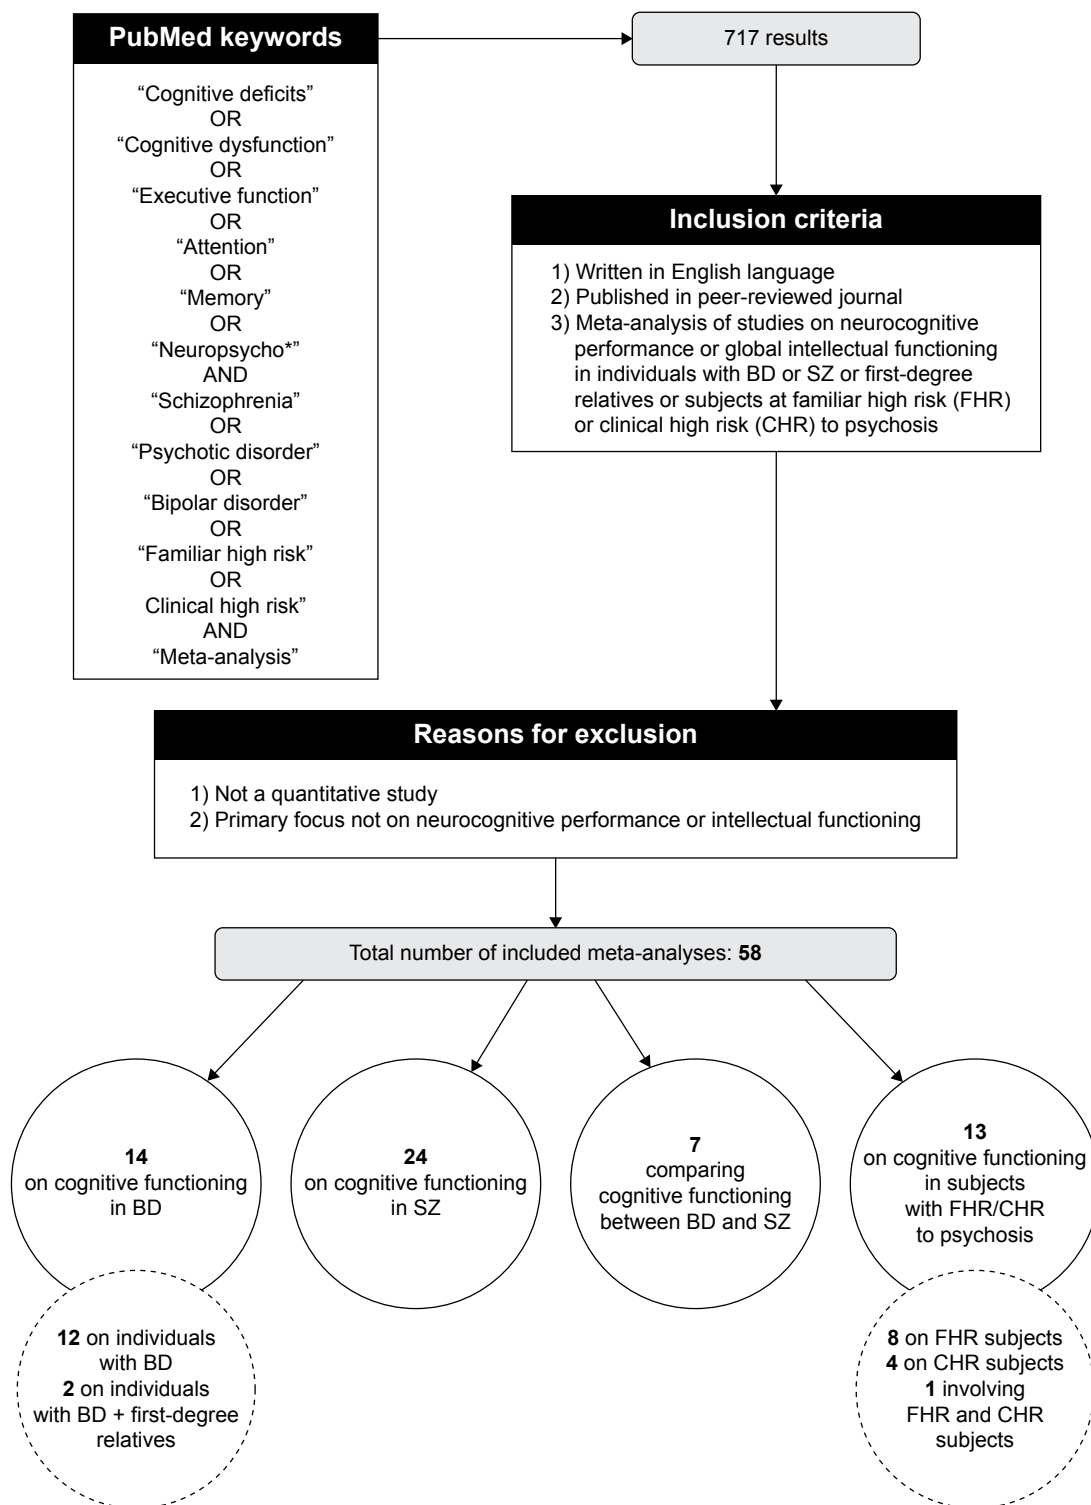 PubMed keywords
717 results
“Cognitive deficits”
OR
“Cognitive dysfunction”
OR
“Executive function”
OR
“Attention”
OR
“Memory”
OR
“Neuropsycho*”
AND
“Schizophrenia”
OR
“Psychotic disorder”
OR
“Bipolar disorder”
OR
“Familiar high risk”
OR
Clinical high risk”
AND
“Meta-analysis”
Inclusion criteria
1) Written in English language
2) Published in peer-reviewed journal
3) Meta-analysis of studies on neurocognitive
performance or global intellectual functioning
in individuals with BD or SZ or first-degree
relatives or subjects at familiar high risk (FHR)
or clinical high risk (CHR) to psychosis
Reasons for exclusion
1) Not a quantitative study
2) Primary focus not on neurocognitive performance or intellectual functioning
Total number of included meta-analyses: 58
14
on cognitive functioning
in BD
24
on cognitive functioning
in SZ
7
comparing
cognitive functioning
between BD and SZ
13
on cognitive functioning
in subjects
with FHR/CHR
to psychosis
12 on individuals
with BD
2 on individuals
with BD + first-degree
relatives
8 on FHR subjects
4 on CHR subjects
1 involving
FHR and CHR
subjects